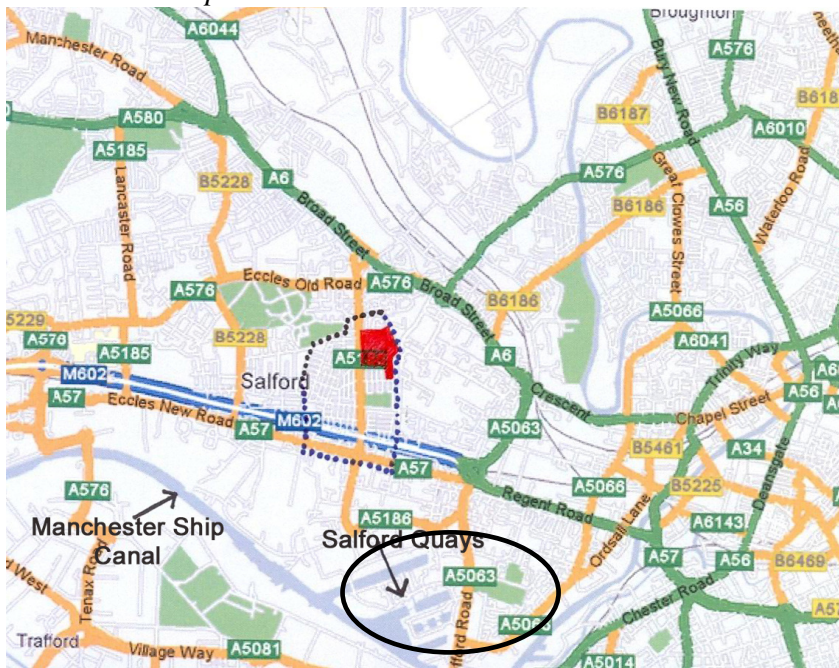 Broughton
A6044
A576
Manchester Road
Bury New Road
B6187
A580
A6010
A5185
A6
A576
Great Clowes Street
B5228
Lancaster Road
Broad Street
B6186
A56
Waterloo Road
Eccles Old Road
A576
A576
Broad Street
B6186
A5066
5229
A576
B5228
A6041
A5185
Salford
A6
Trinity Way
M602
A57
Eccles New Road
M602
A57
Crescent
Chapel Street
A56
A5063
B5461
A34
A57
Deansgate
A576
Regent Road
A5066
B5225
Manchester Ship
Canal
A5186
Salford Quays
Ordsall Lane
A6143
A57
A56
B6469
Tenax Road
A5063
Chester Road
Trafford
Village Way
A5081
A5014